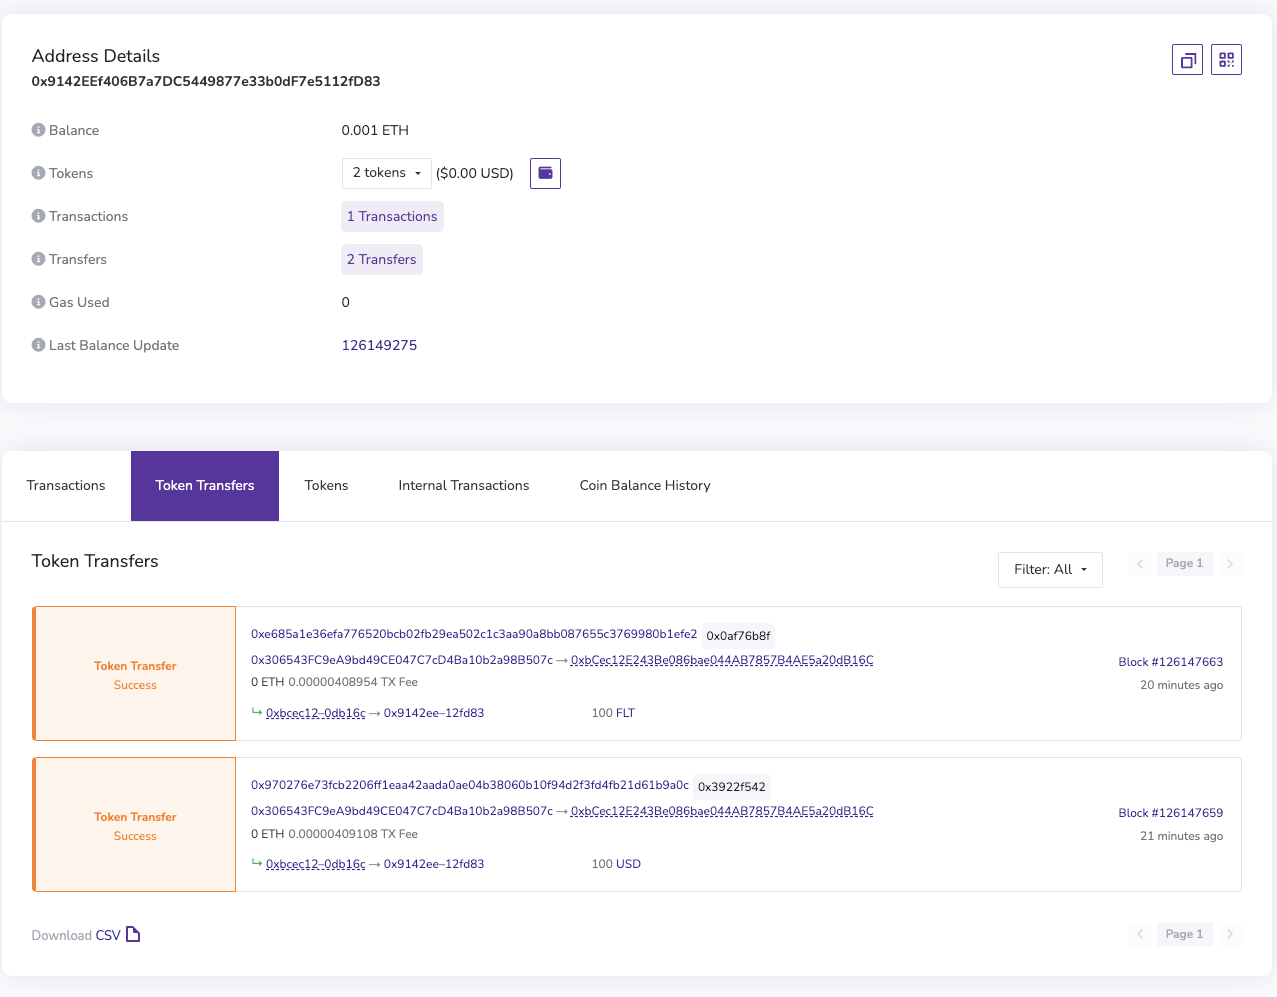 Address Details
0x9142EEf406B7a7DC5449877e33b0dF7e5112fD83
Balance 0.001 ETH
Tokens 2 tokens ($0.00 USD)
Transactions 1 Transactions
Transfers 2 Transfers
Gas Used 0
Last Balance Update 126149275
Transactions Token Transfers Tokens Internal Transactions Coin Balance History
Token Transfers Filter: All Page 1
Token Transfer
Success
0xe685a1e36efa776520bcb02fb29ea502c1c3aa90a8bb087655c3769980b1efe2 0x0af76b8f
0x306543FC9eA9bd49CE047C7cD4Ba10b2a98B507c → 0xbCec12E243Be086bae044AB7857B4AE5a20dB16C
0 ETH 0.00000408954 TX Fee
0xbcec12–0db16c → 0x9142ee–12fd83 100 FLT
Block #126147663
20 minutes ago
Token Transfer
Success
0x970276e73fcb2206ff1eaa42aada0ae04b38060b10f94d2f3fd4fb21d61b9a0c 0x3922f542
0x306543FC9eA9bd49CE047C7cD4Ba10b2a98B507c → 0xbCec12E243Be086bae044AB7857B4AE5a20dB16C
0 ETH 0.00000409108 TX Fee
0xbcec12–0db16c → 0x9142ee–12fd83 100 USD
Block #126147659
21 minutes ago
Download CSV Page 1